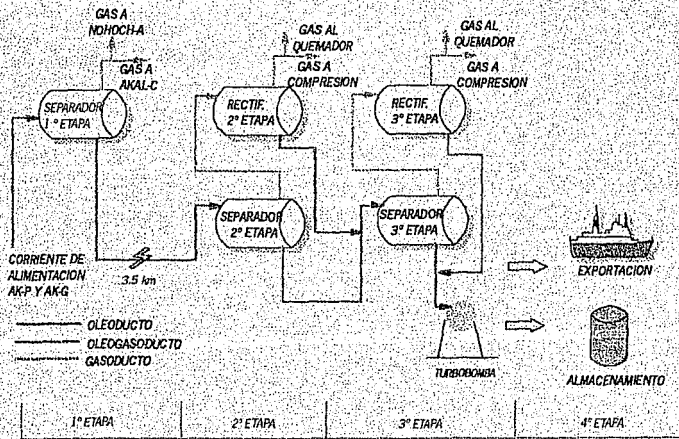 GAS A
NOHOCH-A
GAS A
AKAL-C
SEPARADOR
1° ETAPA
GAS AL
QUEMADOR
GAS A
COMPRESION
RECTIF.
2° ETAPA
GAS AL
QUEMADOR
GAS A
COMPRESION
RECTIF.
3° ETAPA
SEPARADOR
2° ETAPA
SEPARADOR
3° ETAPA
CORRIENTE DE
ALIMENTACION
AK-P Y AK-G
3.5 km
EXPORTACION
OLEODUCTO
OLEOGASODUCTO
GASODUCTO
TURBOBOMBA
ALMACENAMIENTO
1° ETAPA
2° ETAPA
3° ETAPA
4° ETAPA